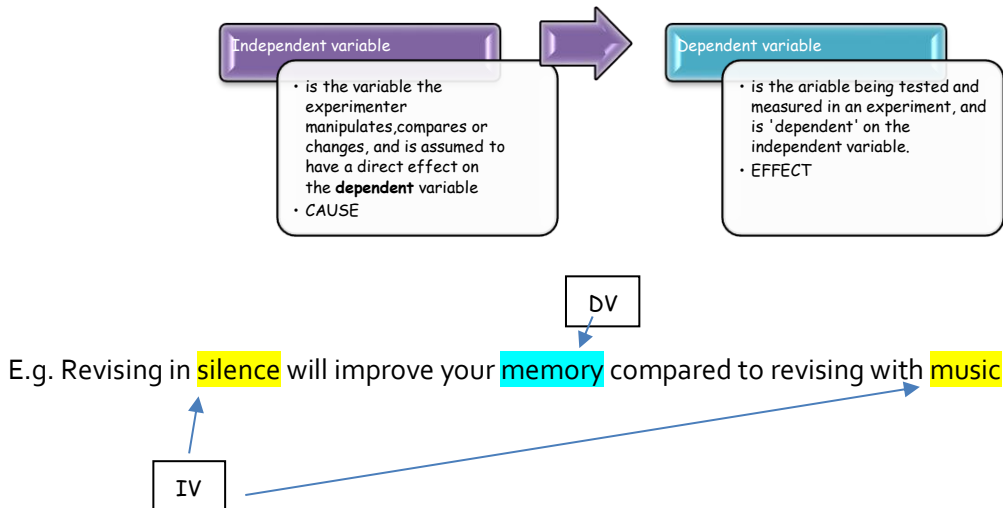 Independent variable
• is the variable the
experimenter
manipulates,compares or
changes, and is assumed to
have a direct effect on
the dependent variable
• CAUSE
Dependent variable
• is the ariable being tested and
measured in an experiment, and
is 'dependent' on the
independent variable.
• EFFECT
DV
E.g. Revising in silence will improve your memory compared to revising with music
IV